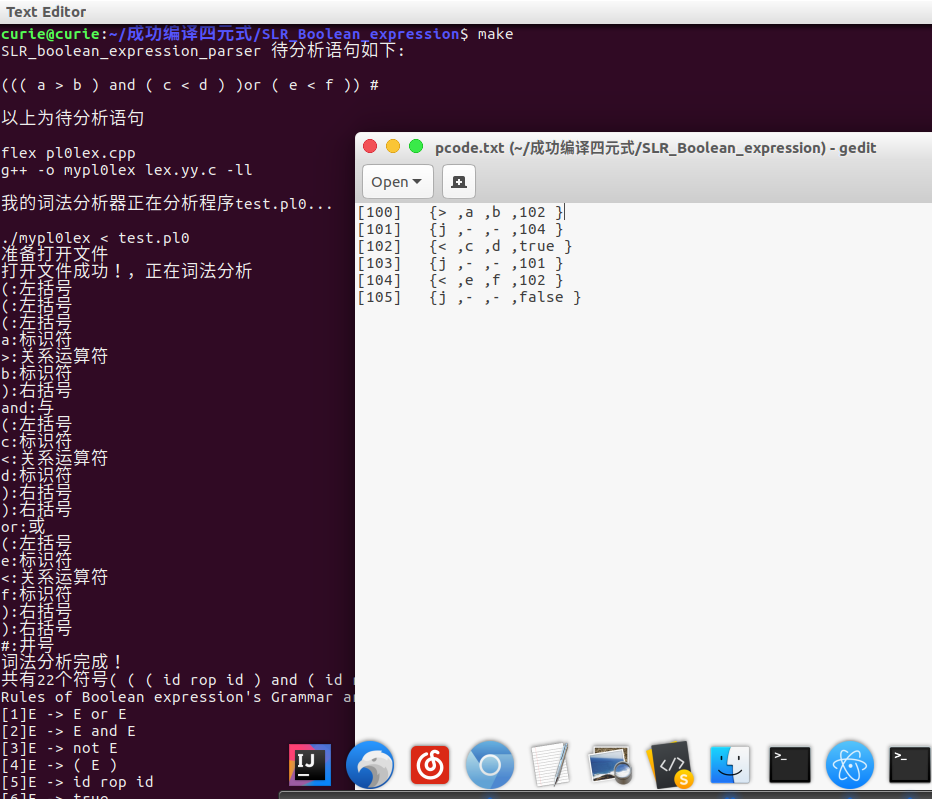 Text Editor
curie@curie:~/成功编译四元式/SLR_Boolean_expression$ make
SLR_boolean_expression_parser 待分析语句如下:
((( a > b ) and ( c < d ) )or ( e < f )) #
以上为待分析语句
flex pl0lex.cpp
g++ -o mypl0lex lex.yy.c -ll
我的词法分析器正在分析程序test.pl0...
./mypl0lex < test.pl0
准备打开文件
打开文件成功！，正在词法分析
(:左括号
(:左括号
(:左括号
a:标识符
>:关系运算符
b:标识符
):右括号
and:与
(:左括号
c:标识符
<:关系运算符
d:标识符
):右括号
):右括号
or:或
(:左括号
e:标识符
<:关系运算符
f:标识符
):右括号
):右括号
#:井号
词法分析完成！
共有22个符号( ( ( id rop id ) and ( id
Rules of Boolean expression's Grammar
[1]E -> E or E
[2]E -> E and E
[3]E -> not E
[4]E -> ( E )
[5]E -> id rop id
[6]E -> true
pcode.txt (~/成功编译四元式/SLR_Boolean_expression) - gedit
Open
[100] {> ,a ,b ,102 }
[101] {j ,- ,- ,104 }
[102] {< ,c ,d ,true }
[103] {j ,- ,- ,101 }
[104] {< ,e ,f ,102 }
[105] {j ,- ,- ,false }
IJ